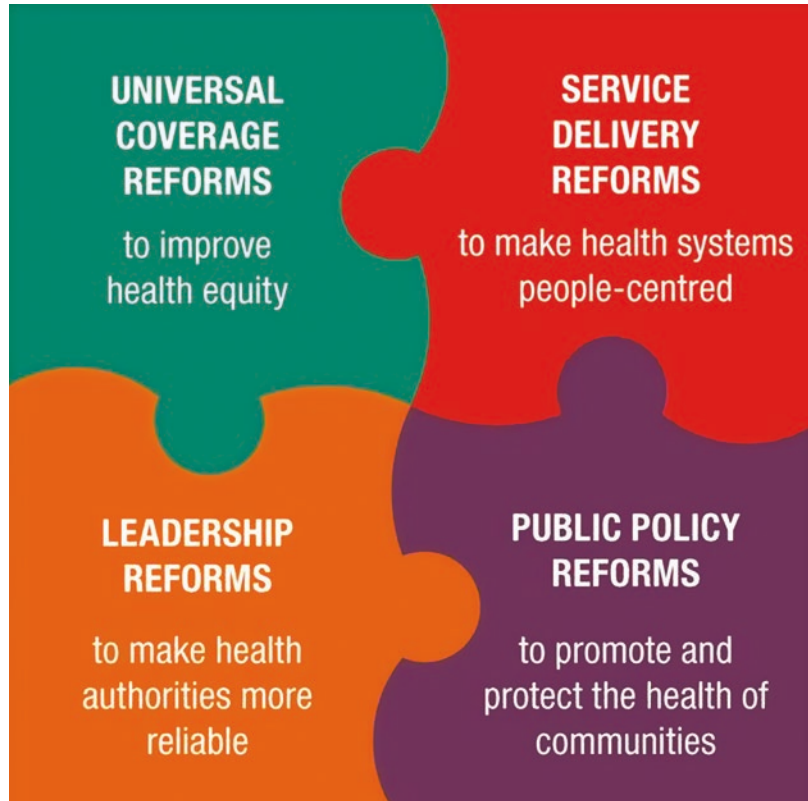 UNIVERSAL
COVERAGE
REFORMS
to improve
health equity
SERVICE
DELIVERY
REFORMS
to make health systems
people-centred
LEADERSHIP
REFORMS
to make health
authorities more
reliable
PUBLIC POLICY
REFORMS
to promote and
protect the health of
communities